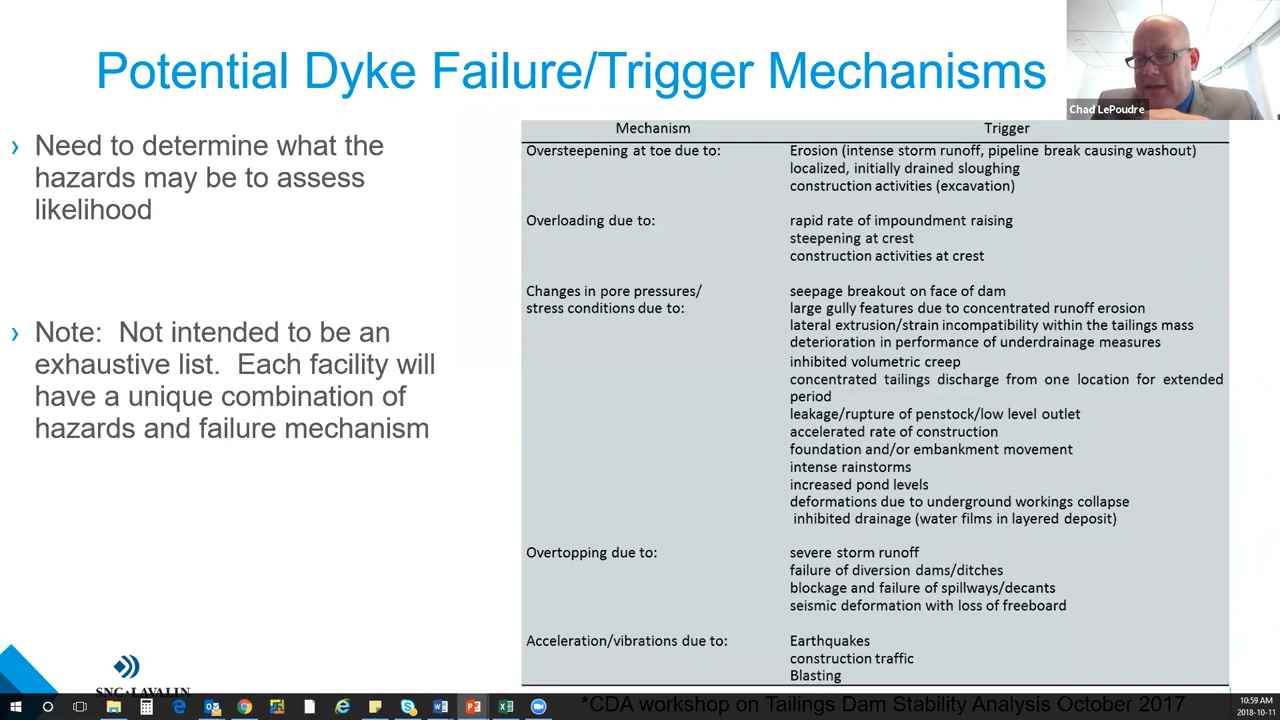 Potential Dyke Failure/Trigger Mechanisms
Chad LePoudre
› Need to determine what the
hazards may be to assess
likelihood
› Note: Not intended to be an
exhaustive list. Each facility will
have a unique combination of
hazards and failure mechanism
Mechanism Trigger
Oversteepening at toe due to: Erosion (intense storm runoff, pipeline break causing washout)
localized, initially drained sloughing
construction activities (excavation)
Overloading due to: rapid rate of impoundment raising
steepening at crest
construction activities at crest
Changes in pore pressures/ seepage breakout on face of dam
stress conditions due to: large gully features due to concentrated runoff erosion
lateral extrusion/strain incompatibility within the tailings mass
deterioration in performance of underdrainage measures
inhibited volumetric creep
concentrated tailings discharge from one location for extended
period
leakage/rupture of penstock/low level outlet
accelerated rate of construction
foundation and/or embankment movement
intense rainstorms
increased pond levels
deformations due to underground workings collapse
inhibited drainage (water films in layered deposit)
Overtopping due to: severe storm runoff
failure of diversion dams/ditches
blockage and failure of spillways/decants
seismic deformation with loss of freeboard
Acceleration/vibrations due to: Earthquakes
construction traffic
Blasting
SNC • LAVALIN
*CDA workshop on Tailings Dam Stability Analysis October 2017
10:59 AM
2018-10-11